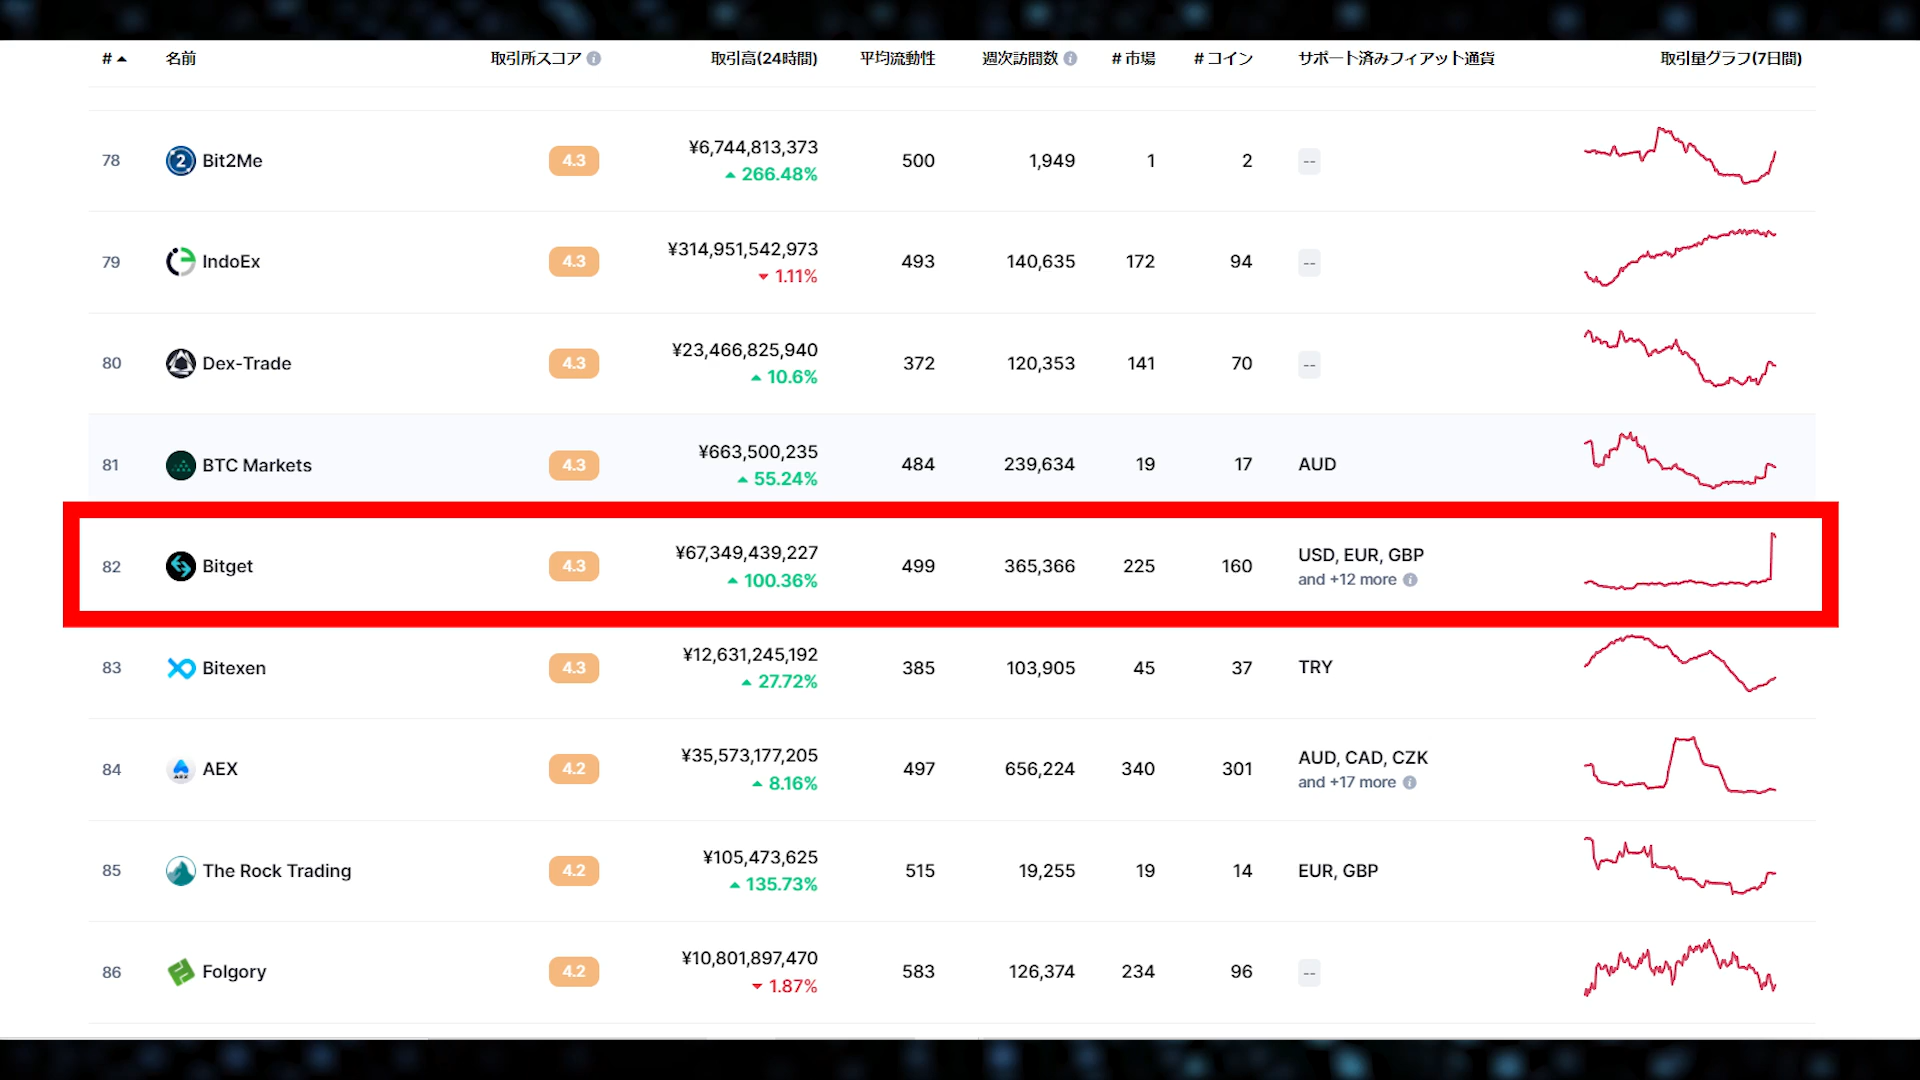 # 名前 取引所スコア 取引高(24時間) 平均流動性 週次訪問数 # 市場 # コイン サポート済みフィアット通貨 取引量グラフ(7日間)
78 Bit2Me 4.3 ¥6,744,813,373 500 1,949 1 2 --
266.48%
79 IndoEx 4.3 ¥314,951,542,973 493 140,635 172 94 --
1.11%
80 Dex-Trade 4.3 ¥23,466,825,940 372 120,353 141 70 --
10.6%
81 BTC Markets 4.3 ¥663,500,235 484 239,634 19 17 AUD
55.24%
82 Bitget 4.3 ¥67,349,439,227 499 365,366 225 160 USD, EUR, GBP
100.36% and +12 more
83 Bitexen 4.3 ¥12,631,245,192 385 103,905 45 37 TRY
27.72%
84 AEX 4.2 ¥35,573,177,205 497 656,224 340 301 AUD, CAD, CZK
8.16% and +17 more
85 The Rock Trading 4.2 ¥105,473,625 515 19,255 19 14 EUR, GBP
135.73%
86 Folgory 4.2 ¥10,801,897,470 583 126,374 234 96 --
1.87%